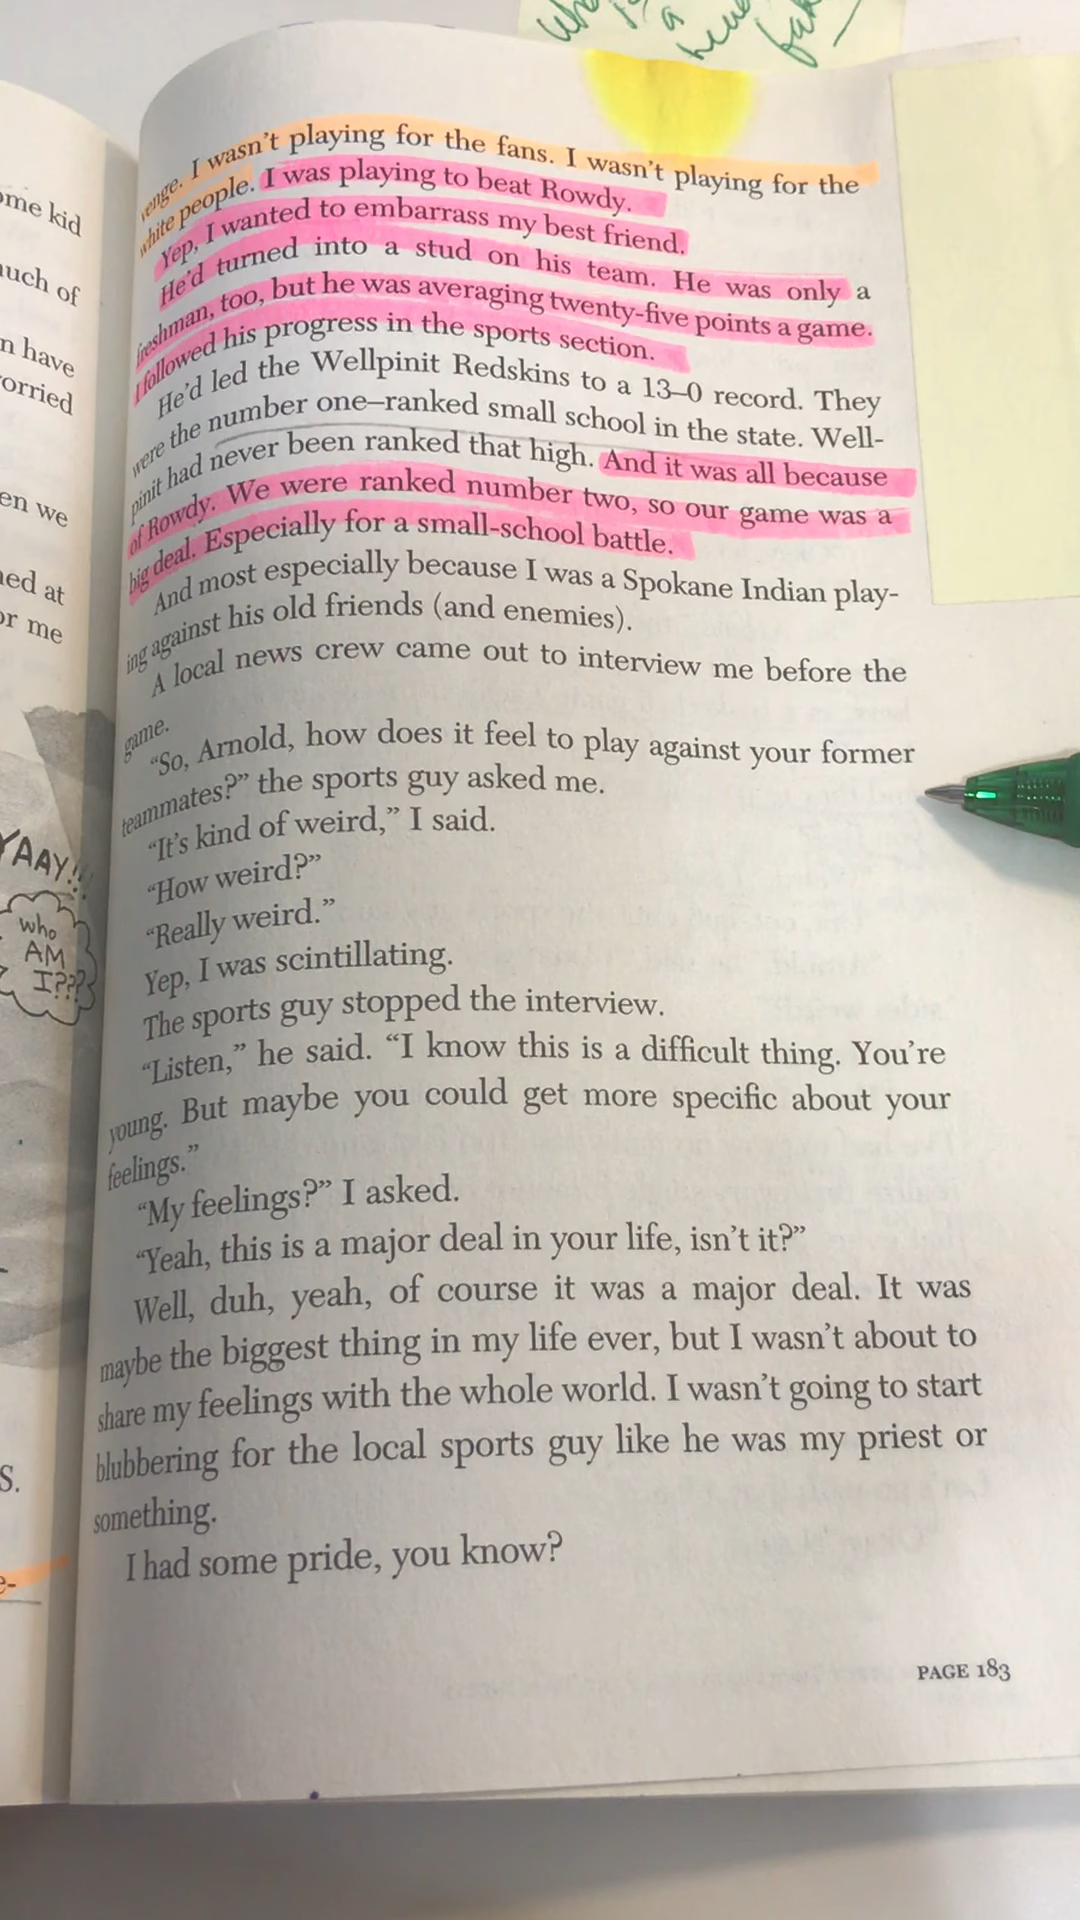 is
a
ome kid
uch of
n have
orried
en we
ed at
or me
YAAY!!
who
AM
I???
S.
e-
venge. I wasn't playing for the fans. I wasn't playing for the
white people. I was playing to beat Rowdy.
Yep, I wanted to embarrass my best friend.
He'd turned into a stud on his team. He was only a
freshman, too, but he was averaging twenty-five points a game.
I followed his progress in the sports section.
He'd led the Wellpinit Redskins to a 13–0 record. They
were the number one–ranked small school in the state. Well-
pinit had never been ranked that high. And it was all because
of Rowdy. We were ranked number two, so our game was a
big deal. Especially for a small-school battle.
And most especially because I was a Spokane Indian play-
ing against his old friends (and enemies).
A local news crew came out to interview me before the
game.
“So, Arnold, how does it feel to play against your former
teammates?” the sports guy asked me.
“It's kind of weird,” I said.
“How weird?”
“Really weird.”
Yep, I was scintillating.
The sports guy stopped the interview.
“Listen,” he said. “I know this is a difficult thing. You're
young. But maybe you could get more specific about your
feelings.”
“My feelings?” I asked.
“Yeah, this is a major deal in your life, isn't it?”
Well, duh, yeah, of course it was a major deal. It was
maybe the biggest thing in my life ever, but I wasn't about to
share my feelings with the whole world. I wasn't going to start
blubbering for the local sports guy like he was my priest or
something.
I had some pride, you know?
PAGE 183